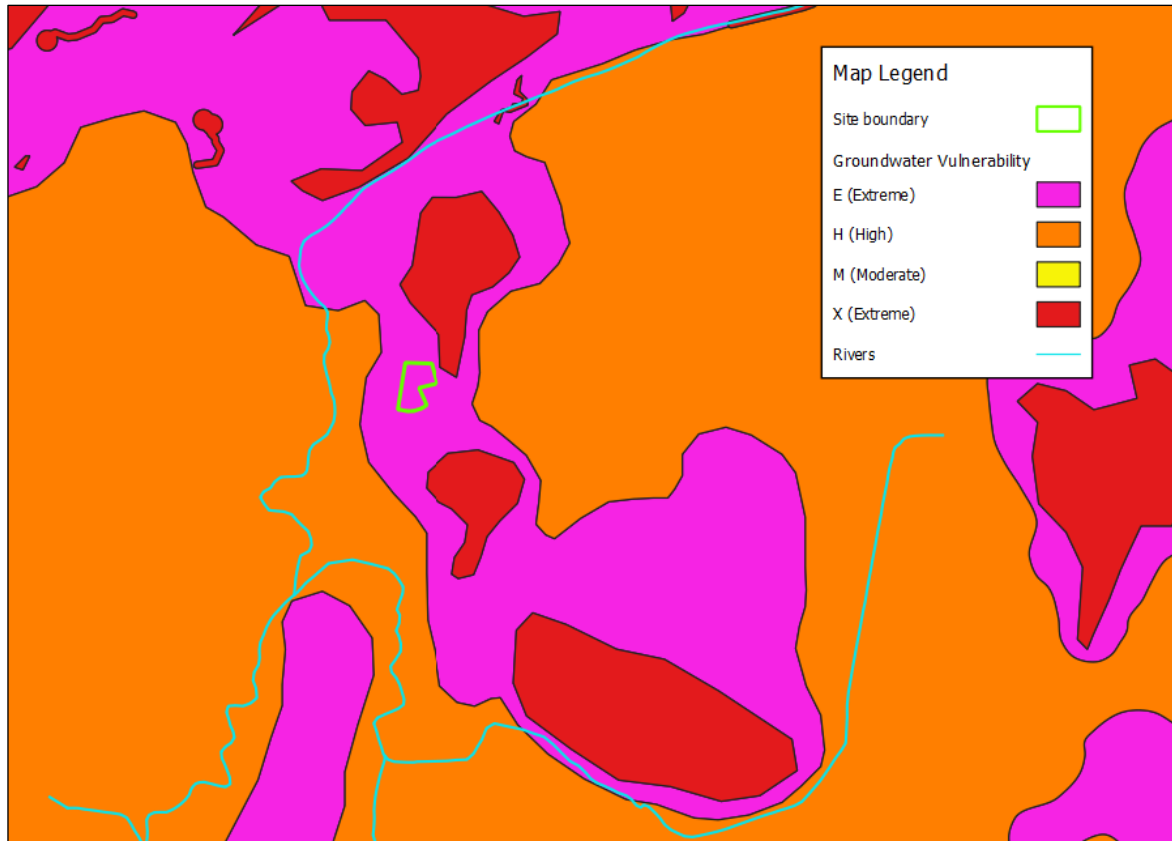 Map Legend
Site boundary
Groundwater Vulnerability
E (Extreme)
H (High)
M (Moderate)
X (Extreme)
Rivers